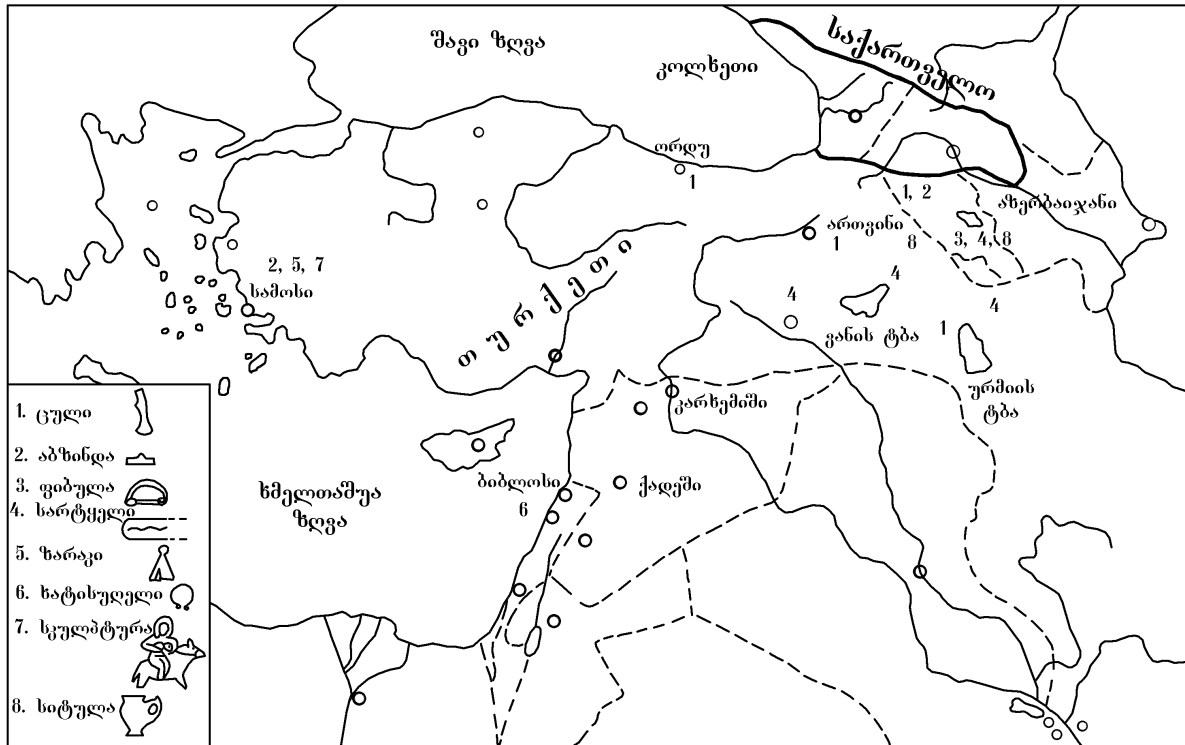 შავი ზღვა
კოლხეთი
საქართველო
ორდუ
1
1, 2
აზერბაიჯანი
ართვინი
1
8
3, 4, 8
2, 5, 7
სამოსი
თურქეთი
4
4
4
ვანის ტბა
1
ურმიის
ტბა
კარხემიში
ბიბლოსი
6
ქადეში
ხმელთაშუა
ზღვა
1. ცული
2. აბზინდა
3. ფიბულა
4. სარტყელი
5. ზარაკი
6. ხატისუღელი
7. სკულპტურა
8. სიტულა